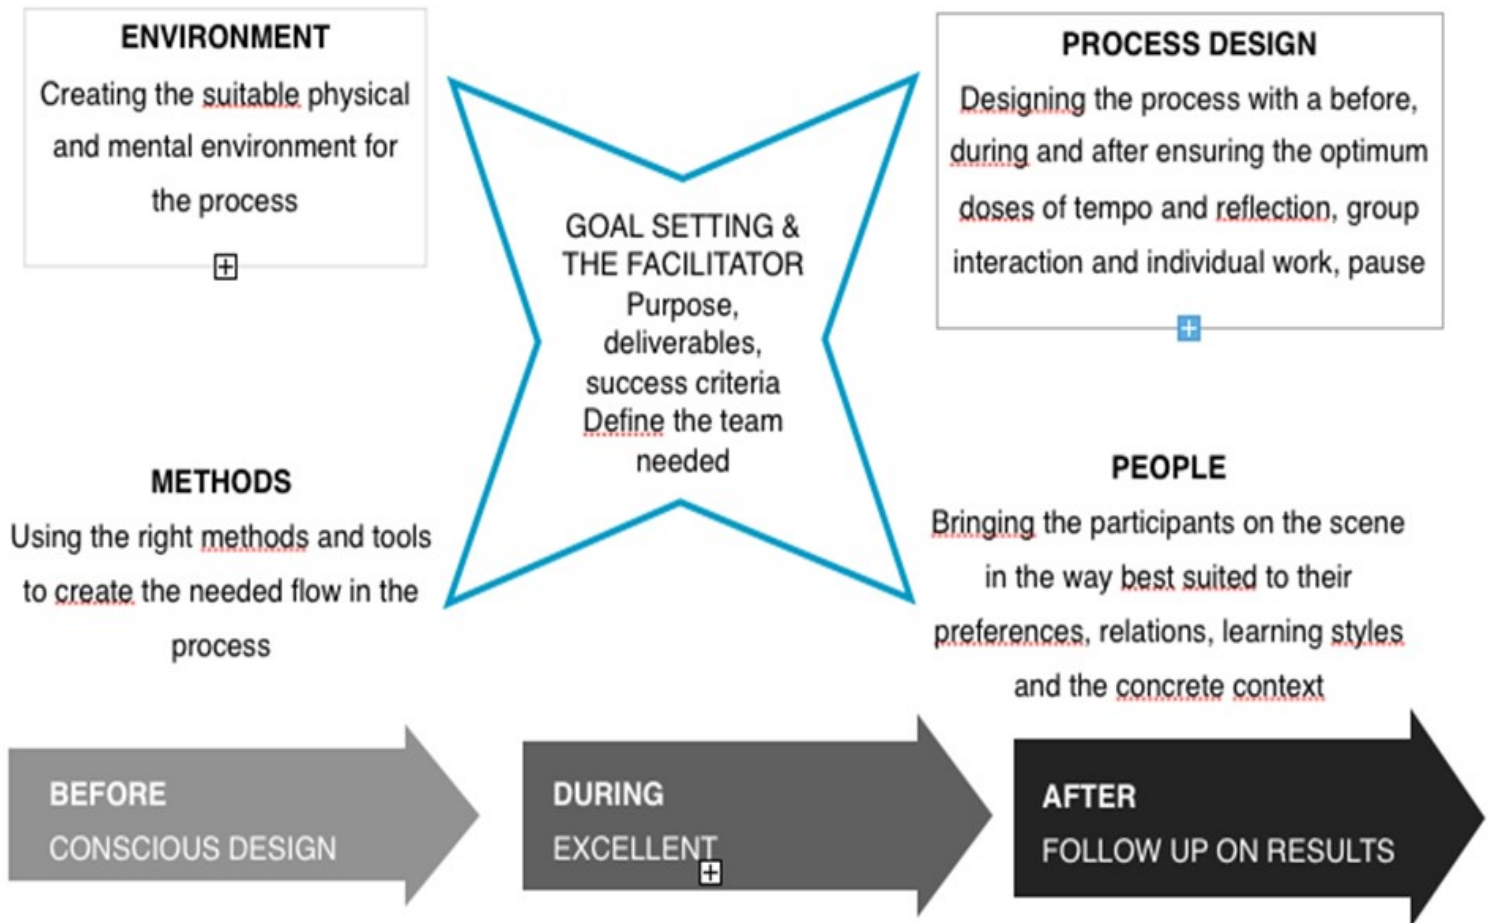 ENVIRONMENT
Creating the suitable physical
and mental environment for
the process
PROCESS DESIGN
Designing the process with a before,
during and after ensuring the optimum
doses of tempo and reflection, group
interaction and individual work, pause
GOAL SETTING &
THE FACILITATOR
Purpose,
deliverables,
success criteria
Define the team
needed
METHODS
Using the right methods and tools
to create the needed flow in the
process
PEOPLE
Bringing the participants on the scene
in the way best suited to their
preferences, relations, learning styles
and the concrete context
BEFORE
CONSCIOUS DESIGN
DURING
EXCELLENT
AFTER
FOLLOW UP ON RESULTS